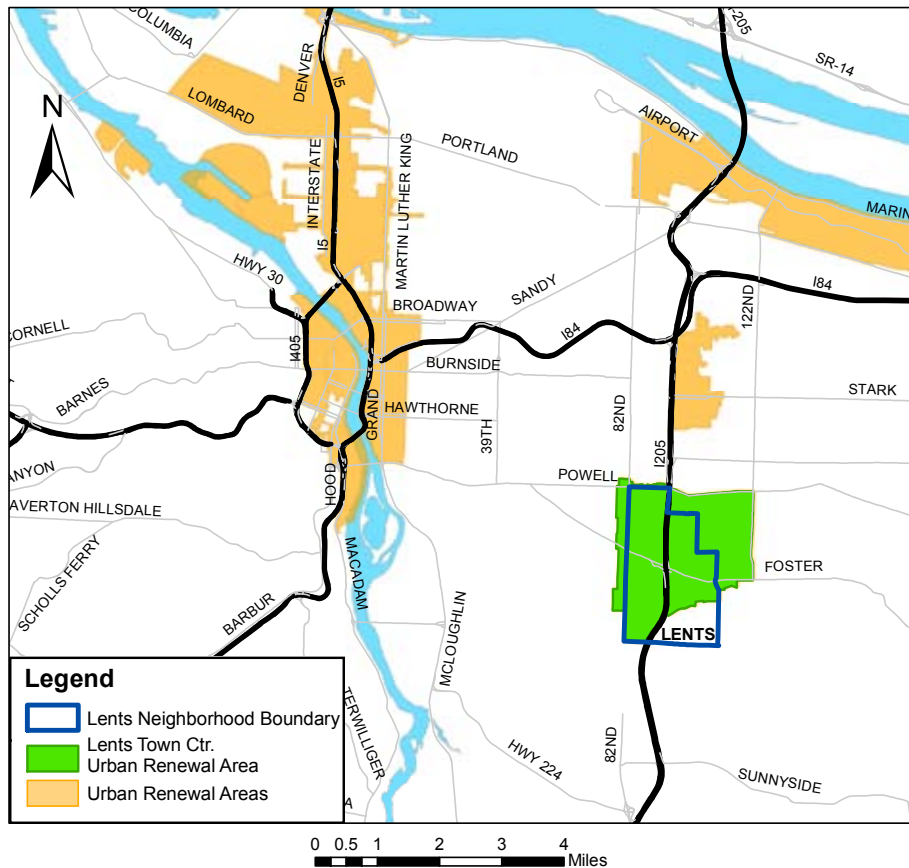 COLUMBIA
I-205
SR-14
DENVER
I5
LOMBARD
AIRPORT
N
PORTLAND
INTERSTATE
MARTIN LUTHER KING
MARIN
I5
HWY 30
SANDY
122ND
I84
BROADWAY
CORNELL
I405
I84
BURNSIDE
BARNES
STARK
GRAND
HAWTHORNE
39TH
82ND
I205
ANYON
HOOD
POWELL
AVERTON HILLSDALE
SCHOLLS FERRY
MACADAM
FOSTER
BARBUR
LENTS
MCLOUGHLIN
Legend
Lents Neighborhood Boundary
Lents Town Ctr.
Urban Renewal Area
Urban Renewal Areas
TERWILLIGER
HWY 224
82ND
SUNNYSIDE
A
0 0.5 1 2 3 4
Miles